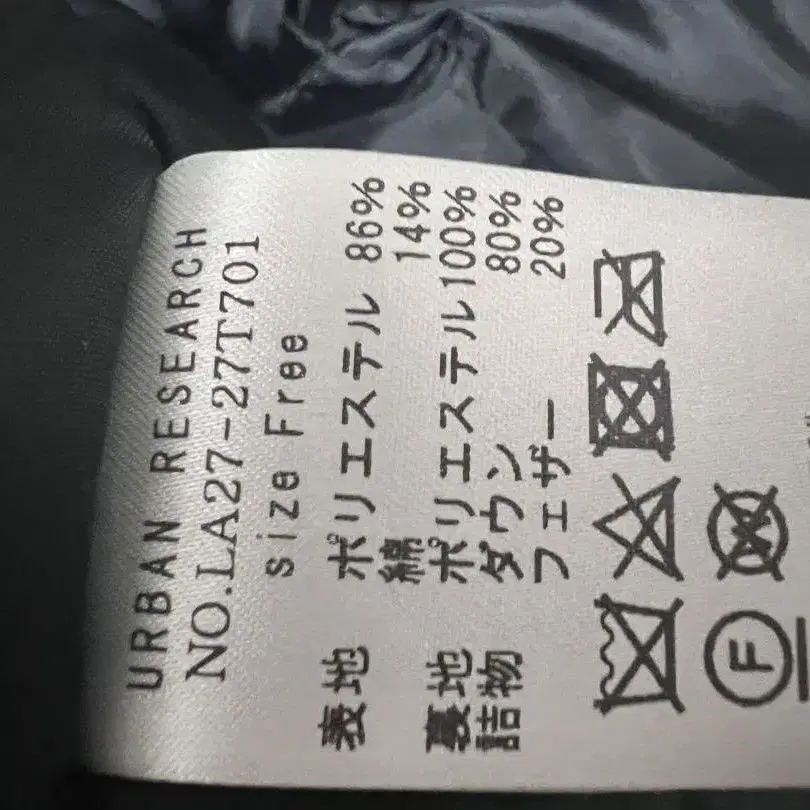 URBAN RESEARCH
NO.LA27-27T701
size Free
表地 ポリエステル 86%
綿 14%
裏地 ポリエステル100%
詰物 ダウン 80%
フェザー 20%
F
W